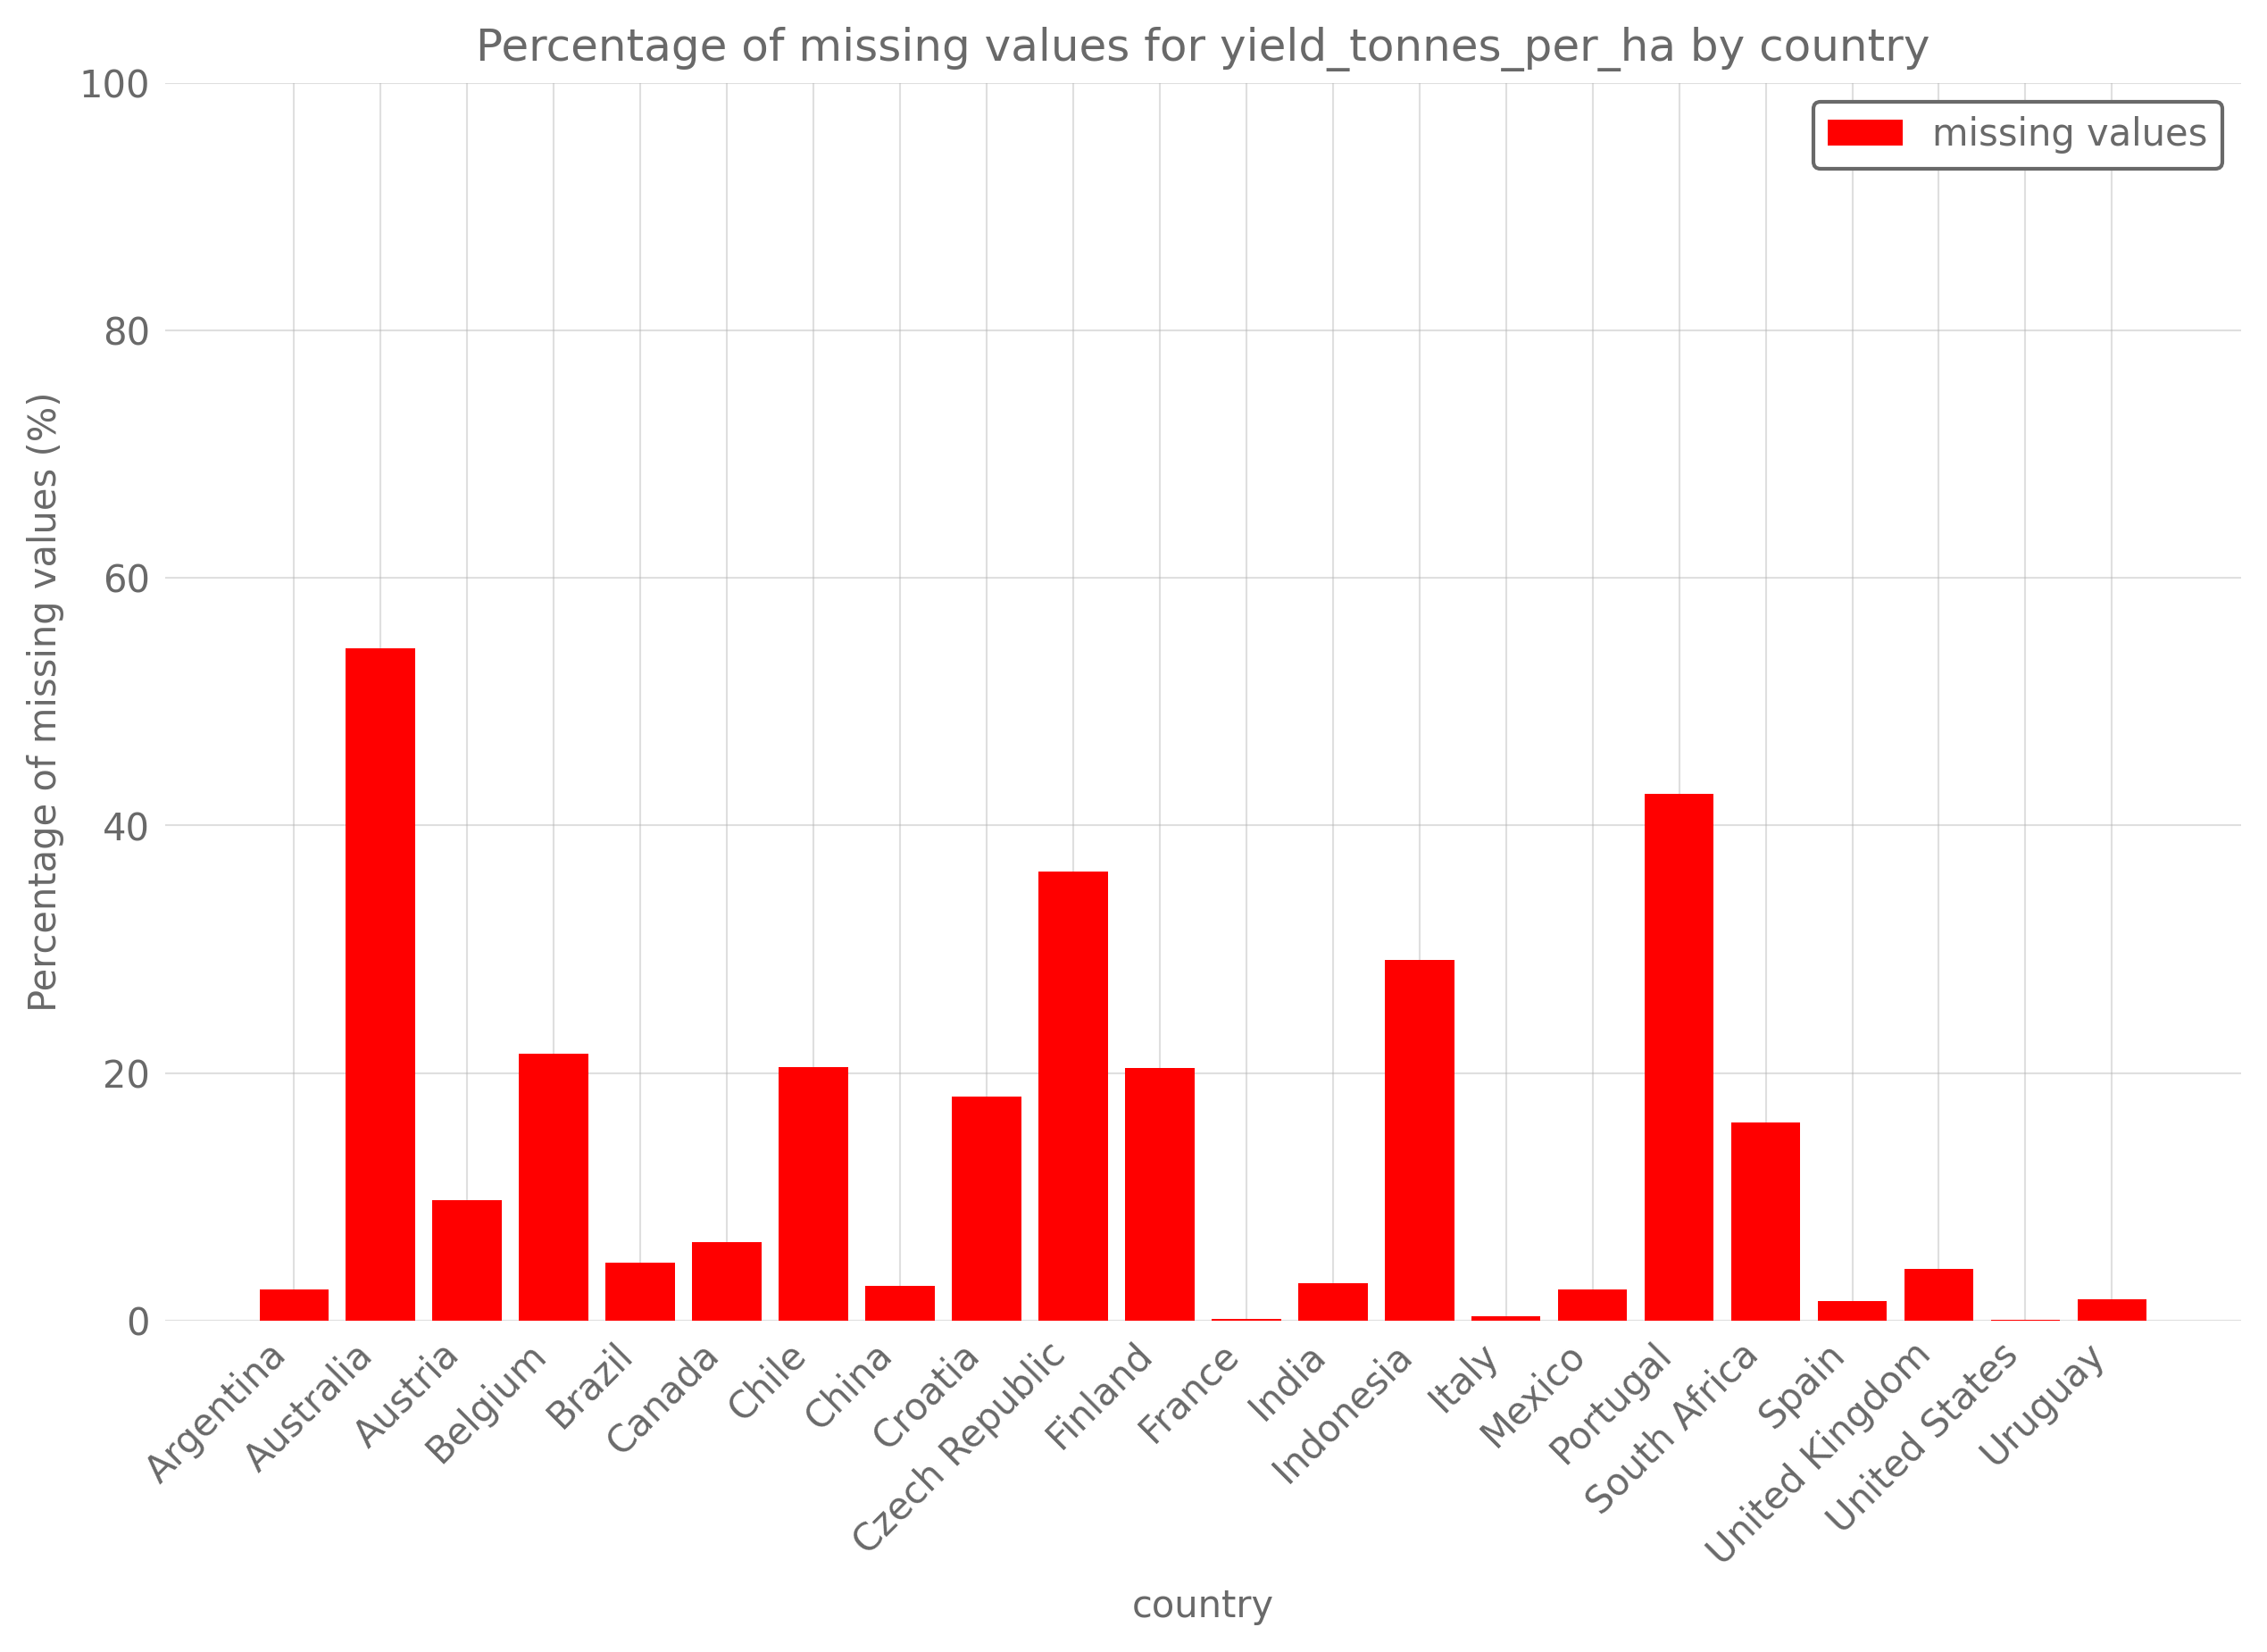 Percentage of missing values for yield_tonnes_per_ha by country
missing values
Percentage of missing values (%)
100
80
60
40
20
0
Argentina
Australia
Austria
Belgium
Brazil
Canada
Chile
China
Croatia
Czech Republic
Finland
France
India
Indonesia
Italy
Mexico
Portugal
South Africa
Spain
United Kingdom
United States
Uruguay
country